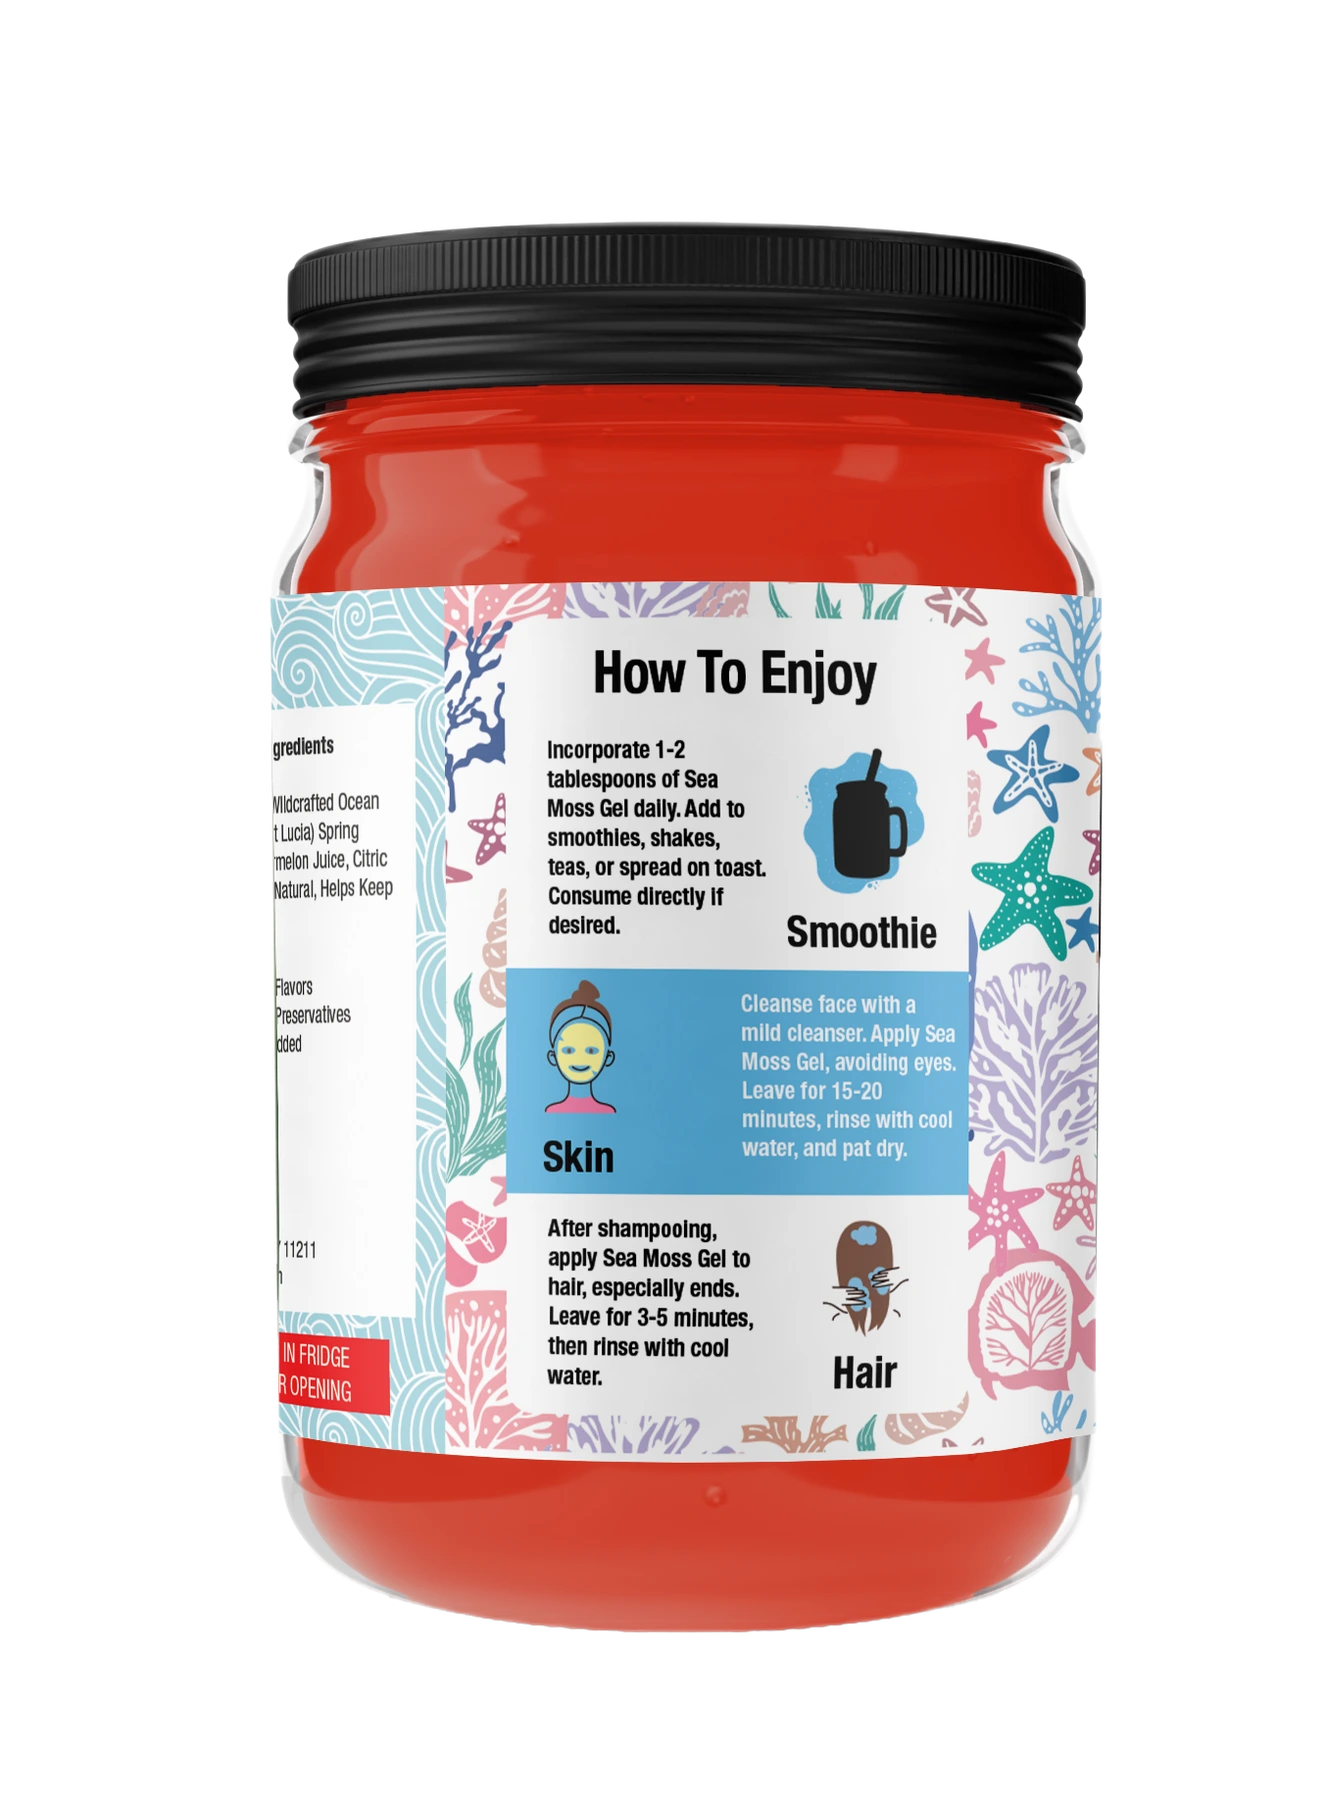 How To Enjoy
Incorporate 1-2
tablespoons of Sea
Moss Gel daily. Add to
smoothies, shakes,
teas, or spread on toast.
Consume directly if
desired.
Smoothie
Cleanse face with a
mild cleanser. Apply Sea
Moss Gel, avoiding eyes.
Leave for 15-20
minutes, rinse with cool
water, and pat dry.
Skin
After shampooing,
apply Sea Moss Gel to
hair, especially ends.
Leave for 3-5 minutes,
then rinse with cool
water.
Hair
gredients
Wildcrafted Ocean
t Lucia) Spring
rmelon Juice, Citric
Natural, Helps Keep
Flavors
Preservatives
dded
11211
IN FRIDGE
R OPENING